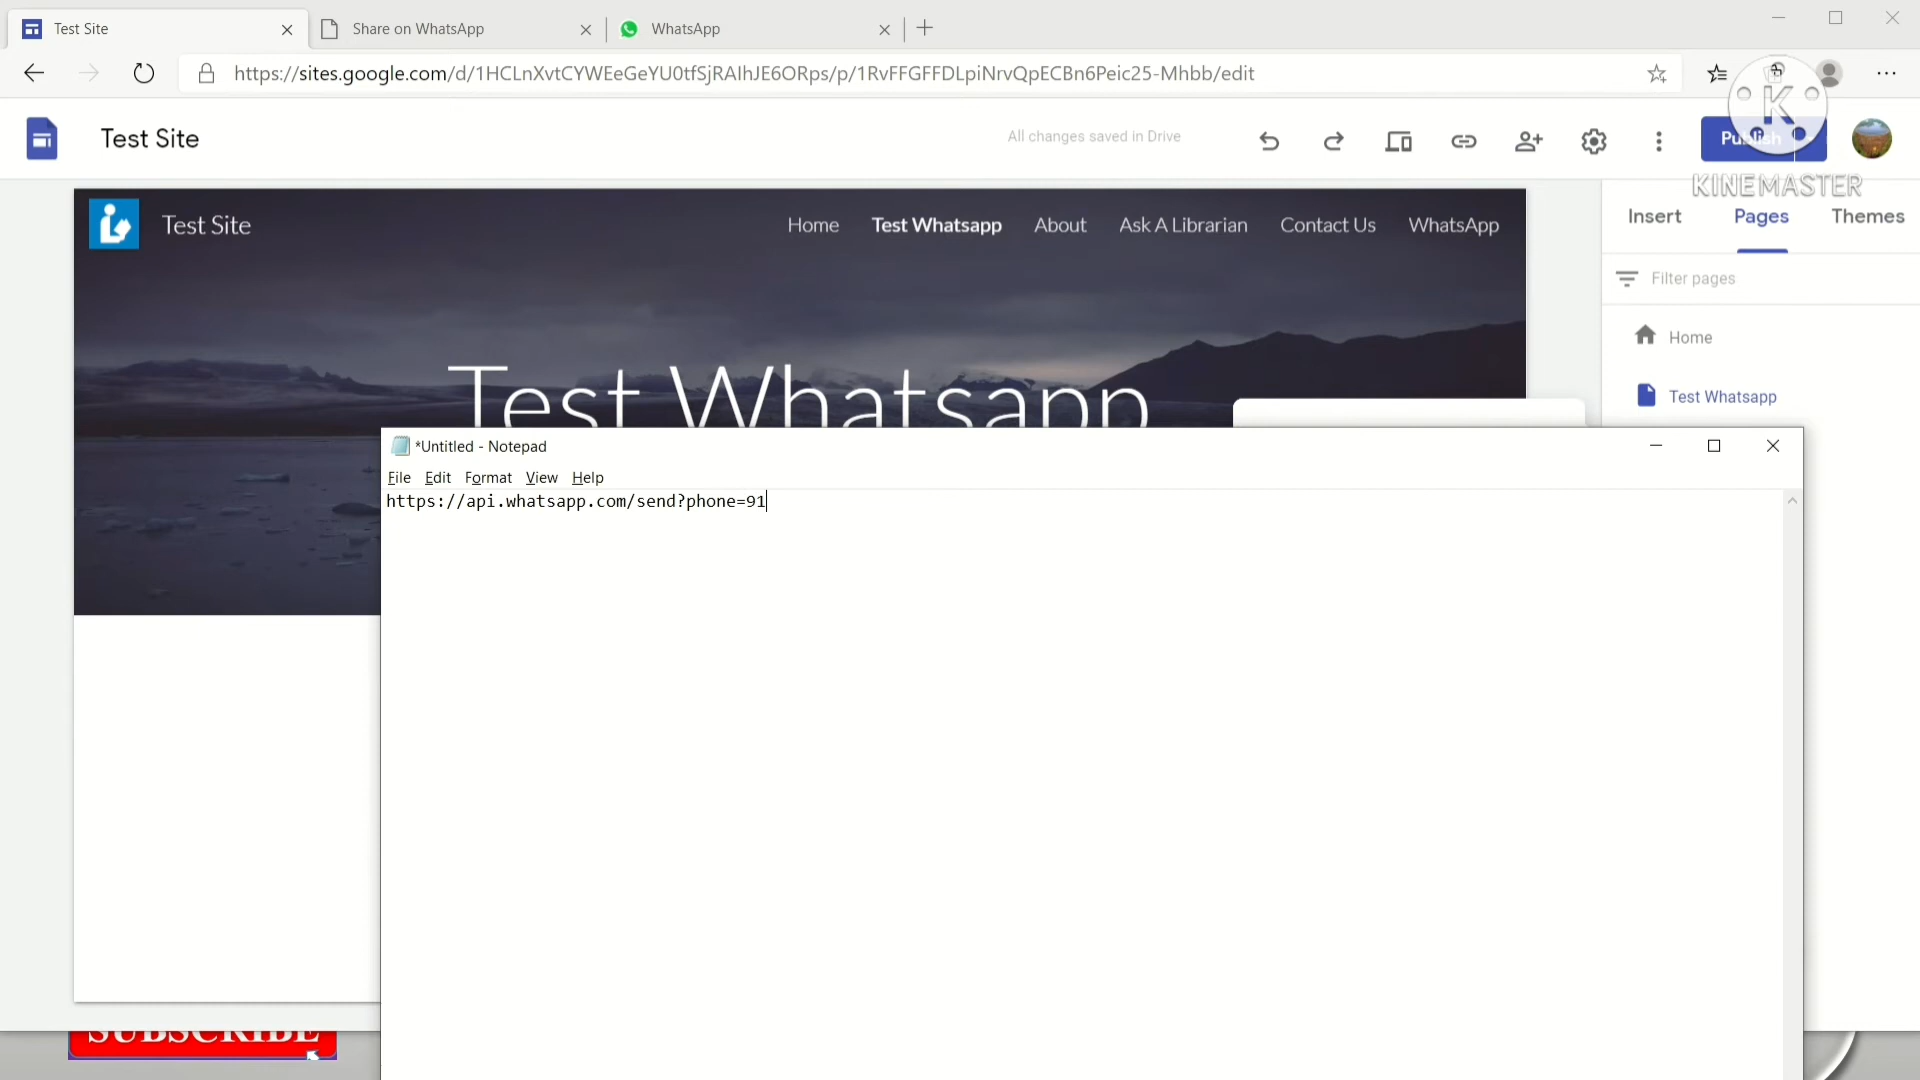 Test Site
Share on WhatsApp
WhatsApp
https://sites.google.com/d/1HCLnXvtCYWEeGeYU0tfSjRAIhJE6ORps/p/1RvFFGFFDLpiNrvQpECBn6Peic25-Mhbb/edit
Test Site
All changes saved in Drive
Publish
KINEMASTER
Test Site
Home
Test Whatsapp
About
Ask A Librarian
Contact Us
WhatsApp
Insert
Pages
Themes
Filter pages
Home
Test Whatsapp
Test Whatsapp
*Untitled - Notepad
File Edit Format View Help
https://api.whatsapp.com/send?phone=91
SUBSCRIBE